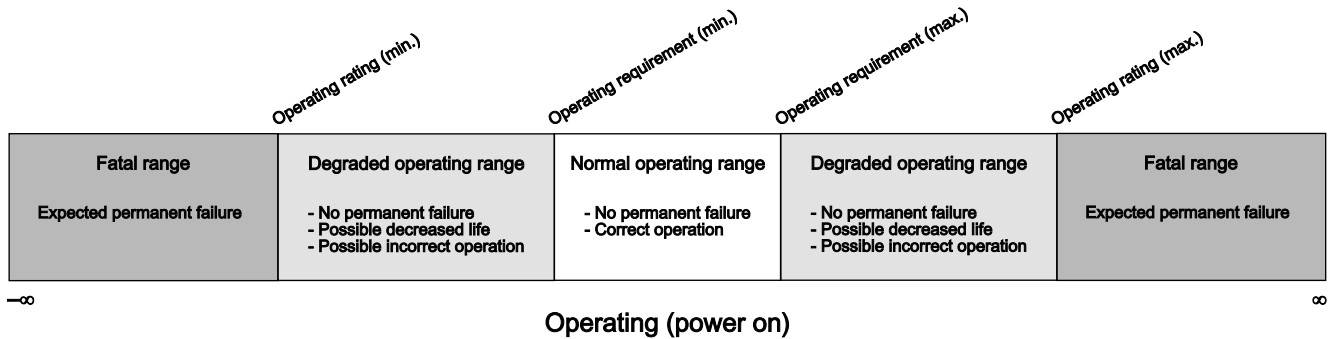 Operating rating (min.)
Operating requirement (min.)
Operating requirement (max.)
Operating rating (max.)
Fatal range
Expected permanent failure
Degraded operating range
- No permanent failure
- Possible decreased life
- Possible incorrect operation
Normal operating range
- No permanent failure
- Correct operation
Degraded operating range
- No permanent failure
- Possible decreased life
- Possible incorrect operation
Fatal range
Expected permanent failure
–∞
∞
Operating (power on)